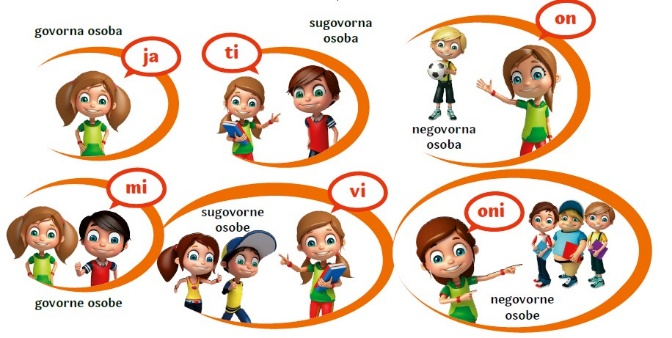 govorna osoba
ja
ti
sugovorna
osoba
on
negovorna
osoba
mi
govorne osobe
sugovorne
osobe
vi
oni
negovorne
osobe